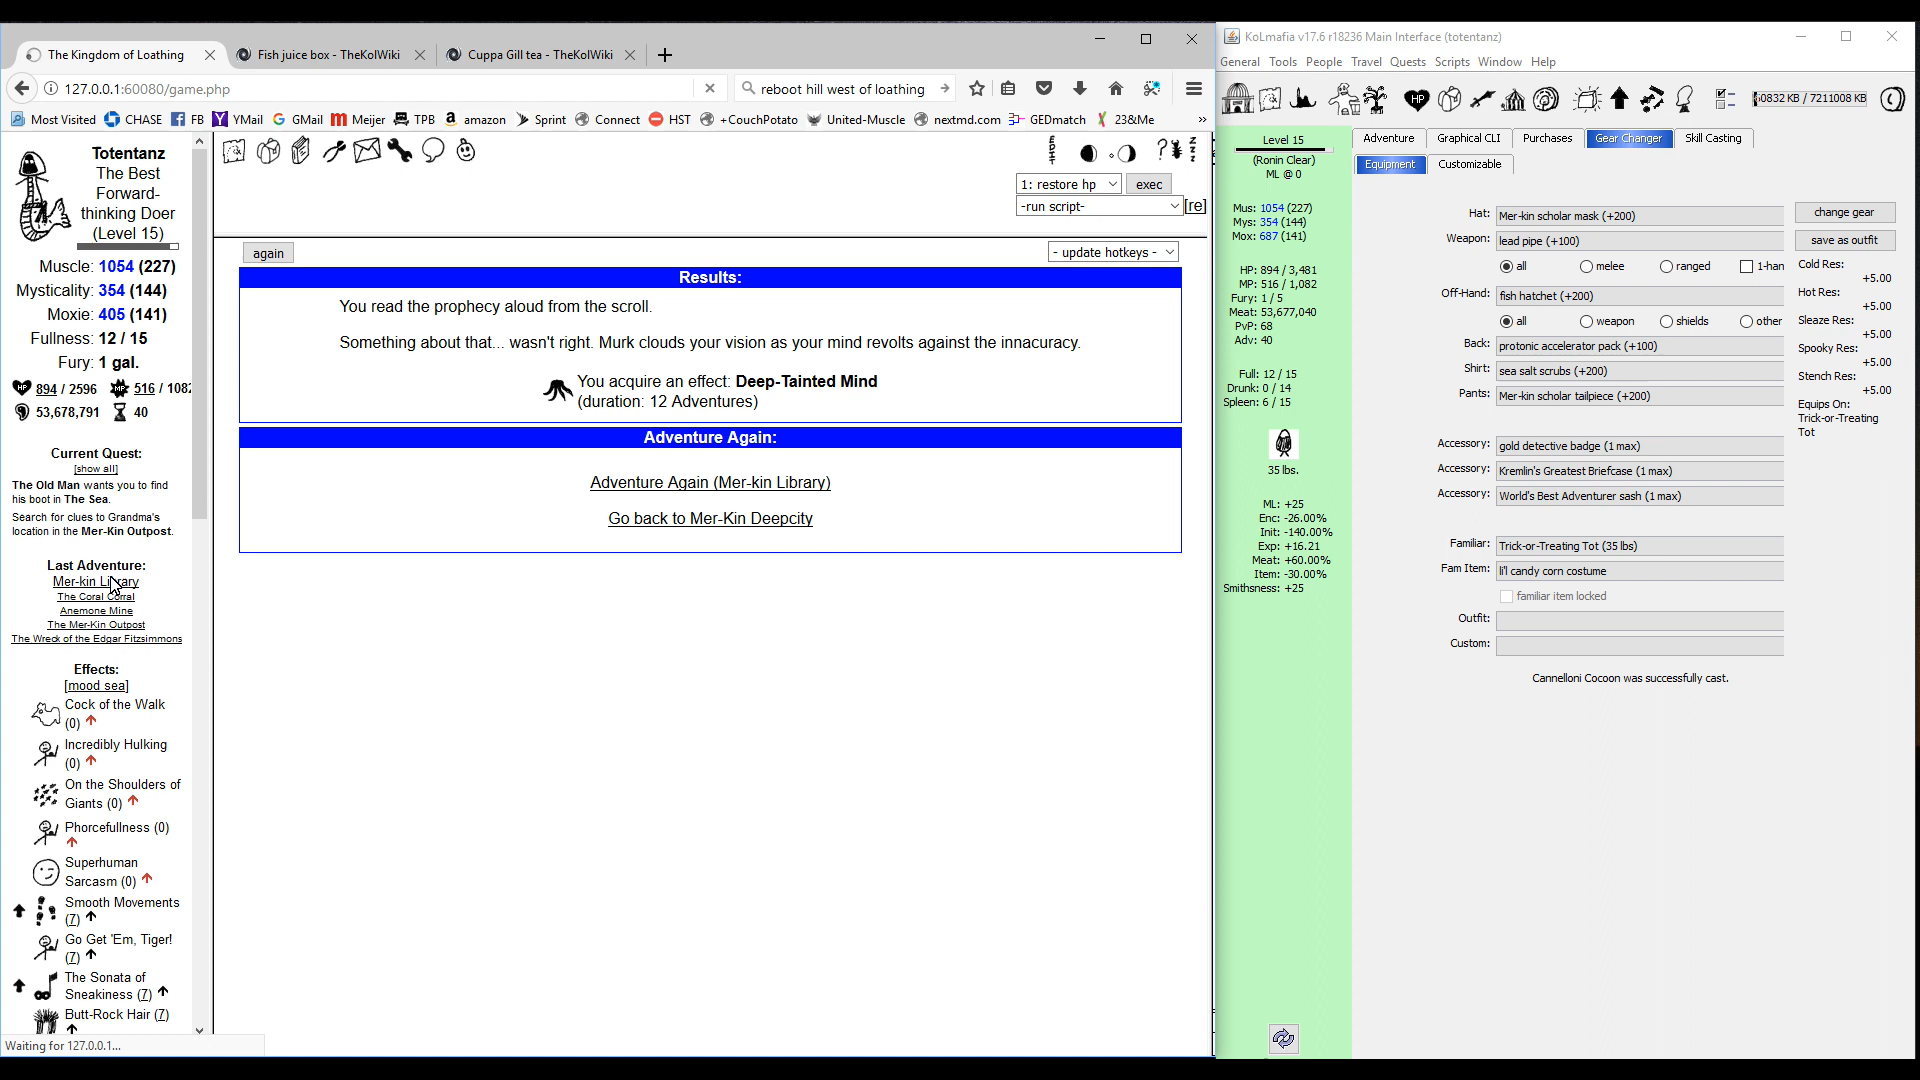 The Kingdom of Loathing
Fish juice box - TheKolWiki
Cuppa Gill tea - TheKolWiki
127.0.0.1:60080/game.php
reboot hill west of loathing
Most Visited CHASE FB YMail GMail Meijer TPB amazon Sprint Connect HST +CouchPotato United-Muscle nextmd.com GEDmatch 23&Me »
Totentanz
The Best
Forward-
thinking Doer
(Level 15)
Muscle: 1054 (227)
Mysticality: 354 (144)
Moxie: 405 (141)
Fullness: 12 / 15
Fury: 1 gal.
HP 894 / 2596 MP 516 / 1082
53,678,791 40
Current Quest:
[show all]
The Old Man wants you to find
his boot in The Sea.
Search for clues to Grandma's
location in the Mer-Kin Outpost.
Last Adventure:
Mer-kin Library
The Coral Corral
Anemone Mine
The Mer-Kin Outpost
The Wreck of the Edgar Fitzsimmons
Effects:
[mood sea]
Cock of the Walk
(0)
Incredibly Hulking
(0)
On the Shoulders of
Giants (0)
Phorcefullness (0)
Superhuman
Sarcasm (0)
Smooth Movements
(7)
Go Get 'Em, Tiger!
(7)
The Sonata of
Sneakiness (7)
Butt-Rock Hair (7)
Waiting for 127.0.0.1...
1: restore hp
exec
-run script-
[re]
again
- update hotkeys -
Results:
You read the prophecy aloud from the scroll.
Something about that... wasn't right. Murk clouds your vision as your mind revolts against the innacuracy.
You acquire an effect: Deep-Tainted Mind
(duration: 12 Adventures)
Adventure Again:
Adventure Again (Mer-kin Library)
Go back to Mer-Kin Deepcity
KoLmafia v17.6 r18236 Main Interface (totentanz)
General Tools People Travel Quests Scripts Window Help
HP
60832 KB / 7211008 KB
Level 15
(Ronin Clear)
ML @ 0
Mus: 1054 (227)
Mys: 354 (144)
Mox: 687 (141)
HP: 894 / 3,481
MP: 516 / 1,082
Fury: 1 / 5
Meat: 53,677,040
PvP: 68
Adv: 40
Full: 12 / 15
Drunk: 0 / 14
Spleen: 6 / 15
35 lbs.
ML: +25
Enc: -26.00%
Init: -140.00%
Exp: +16.21
Meat: +60.00%
Item: -30.00%
Smithsness: +25
Adventure Graphical CLI Purchases Gear Changer Skill Casting
Equipment Customizable
Hat: Mer-kin scholar mask (+200)
Weapon: lead pipe (+100)
all melee ranged 1-han
Off-Hand: fish hatchet (+200)
all weapon shields other
Back: protonic accelerator pack (+100)
Shirt: sea salt scrubs (+200)
Pants: Mer-kin scholar tailpiece (+200)
Accessory: gold detective badge (1 max)
Accessory: Kremlin's Greatest Briefcase (1 max)
Accessory: World's Best Adventurer sash (1 max)
Familiar: Trick-or-Treating Tot (35 lbs)
Fam Item: li'l candy corn costume
familiar item locked
Outfit:
Custom:
Cannelloni Cocoon was successfully cast.
change gear
save as outfit
Cold Res:
+5.00
Hot Res:
+5.00
Sleaze Res:
+5.00
Spooky Res:
+5.00
Stench Res:
+5.00
Equips On:
Trick-or-Treating
Tot